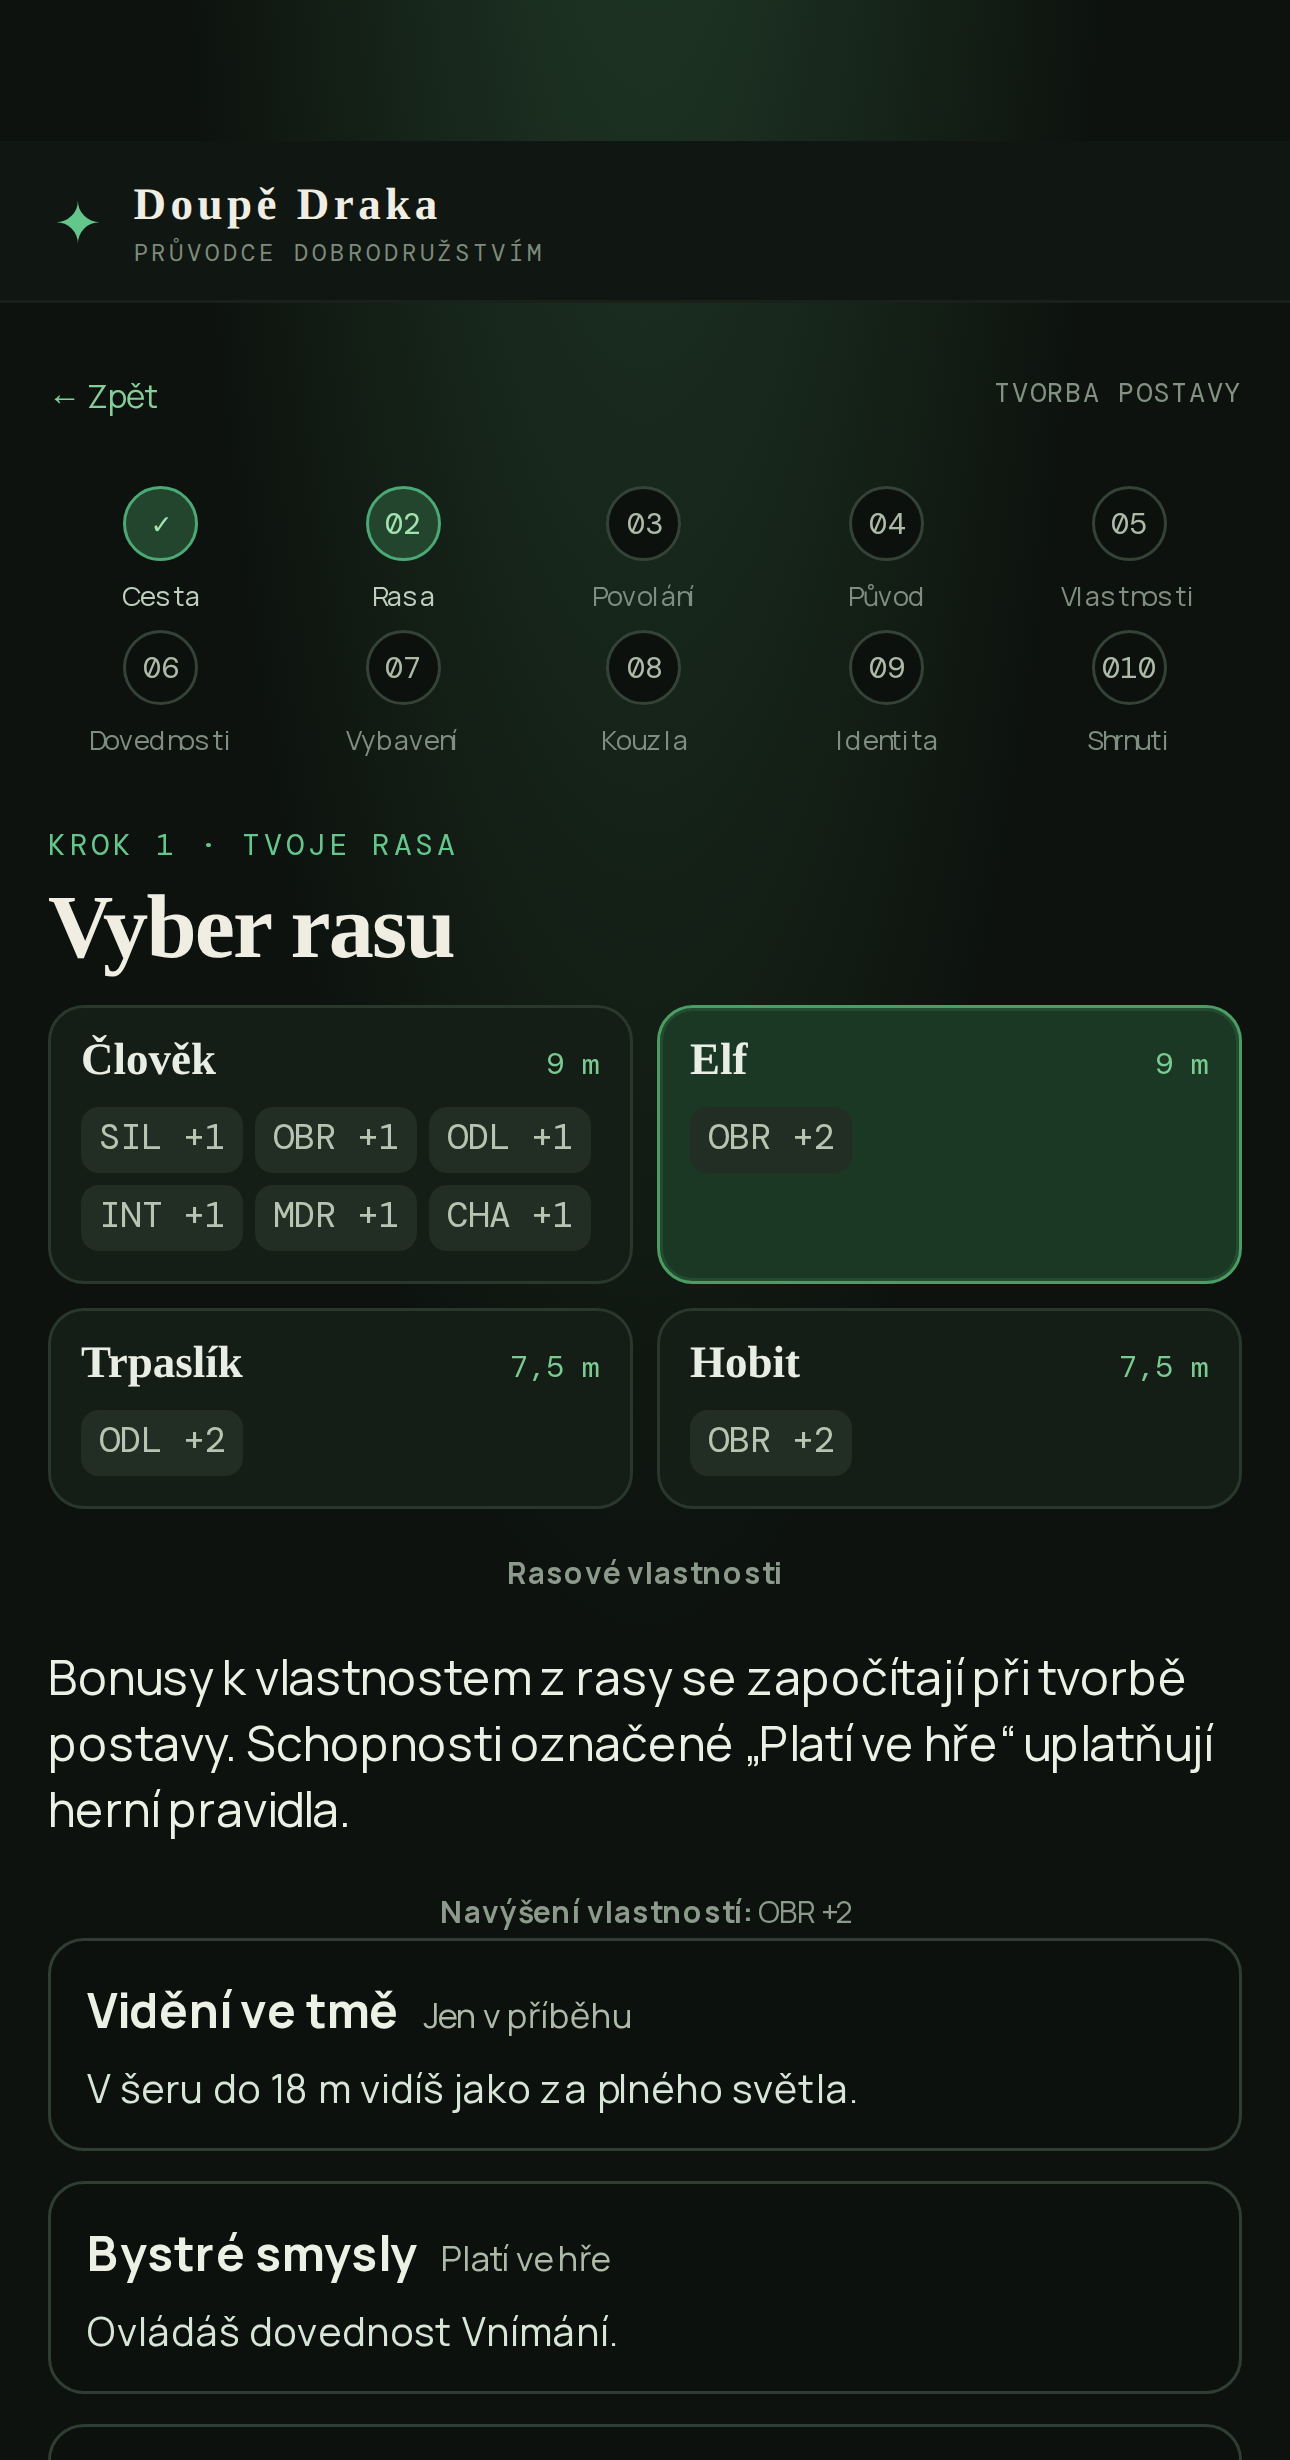 Doupě Draka
PRŮVODCE DOBRODRUŽSTVÍM
← Zpět
TVORBA POSTAVY
✓ 02 03 04 05
Cesta Rasa Povolání Původ Vlastnosti
06 07 08 09 010
Dovednosti Vybavení Kouzla Identita Shrnutí
KROK 1 · TVOJE RASA
Vyber rasu
Člověk 9 m
SIL +1 OBR +1 ODL +1
INT +1 MDR +1 CHA +1
Elf 9 m
OBR +2
Trpaslík 7,5 m
ODL +2
Hobit 7,5 m
OBR +2
Rasové vlastnosti
Bonusy k vlastnostem z rasy se započítají při tvorbě
postavy. Schopnosti označené „Platí ve hře“ uplatňují
herní pravidla.
Navýšení vlastností: OBR +2
Vidění ve tmě Jen v příběhu
V šeru do 18 m vidíš jako za plného světla.
Bystré smysly Platí ve hře
Ovládáš dovednost Vnímání.